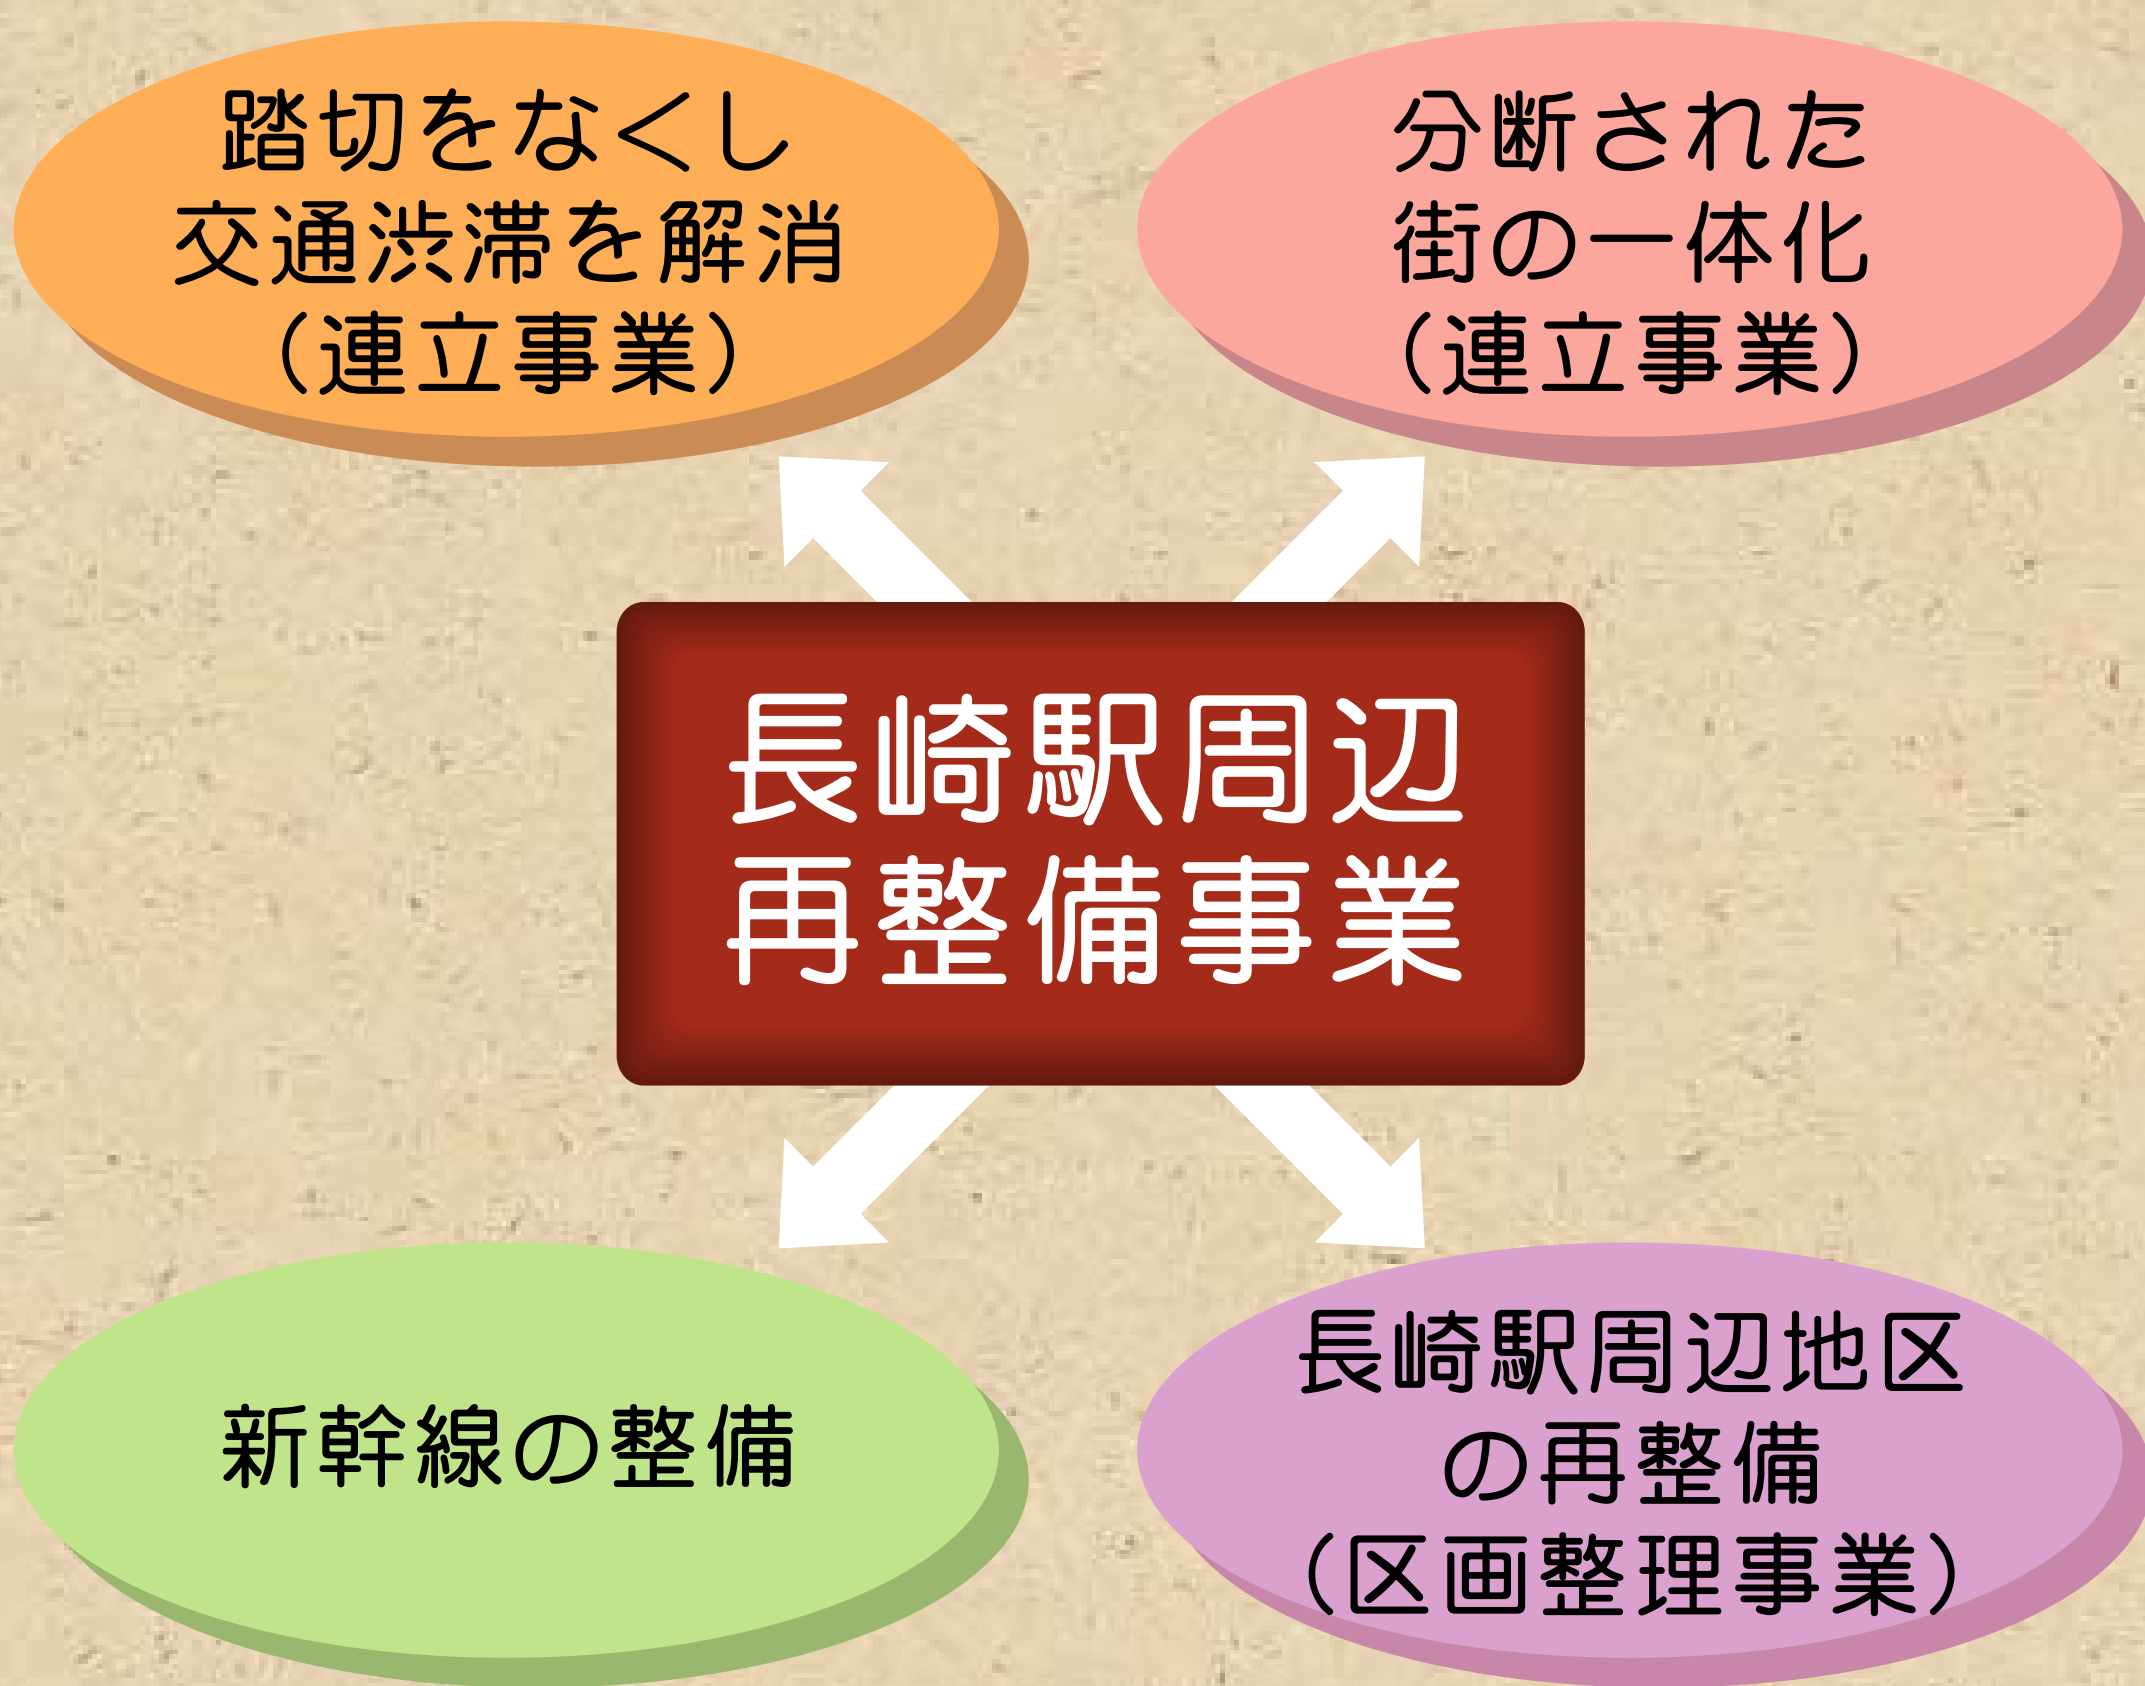 踏切をなくし
交通渋滞を解消
（連立事業）
分断された
街の一体化
（連立事業）
長崎駅周辺
再整備事業
新幹線の整備
長崎駅周辺地区
の再整備
（区画整理事業）